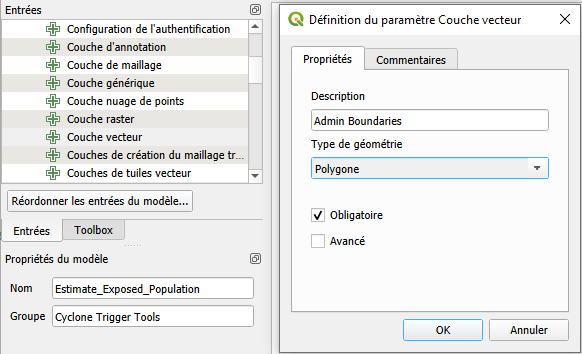 Entrées
Configuration de l'authentification
Couche d'annotation
Couche de maillage
Couche générique
Couche nuage de points
Couche raster
Couche vecteur
Couches de création du maillage tr...
Couches de tuiles vecteur
Réordonner les entrées du modèle...
Entrées
Toolbox
Propriétés du modèle
Nom
Estimate_Exposed_Population
Groupe
Cyclone Trigger Tools
Définition du paramètre Couche vecteur
Propriétés
Commentaires
Description
Admin Boundaries
Type de géométrie
Polygone
Obligatoire
Avancé
OK
Annuler